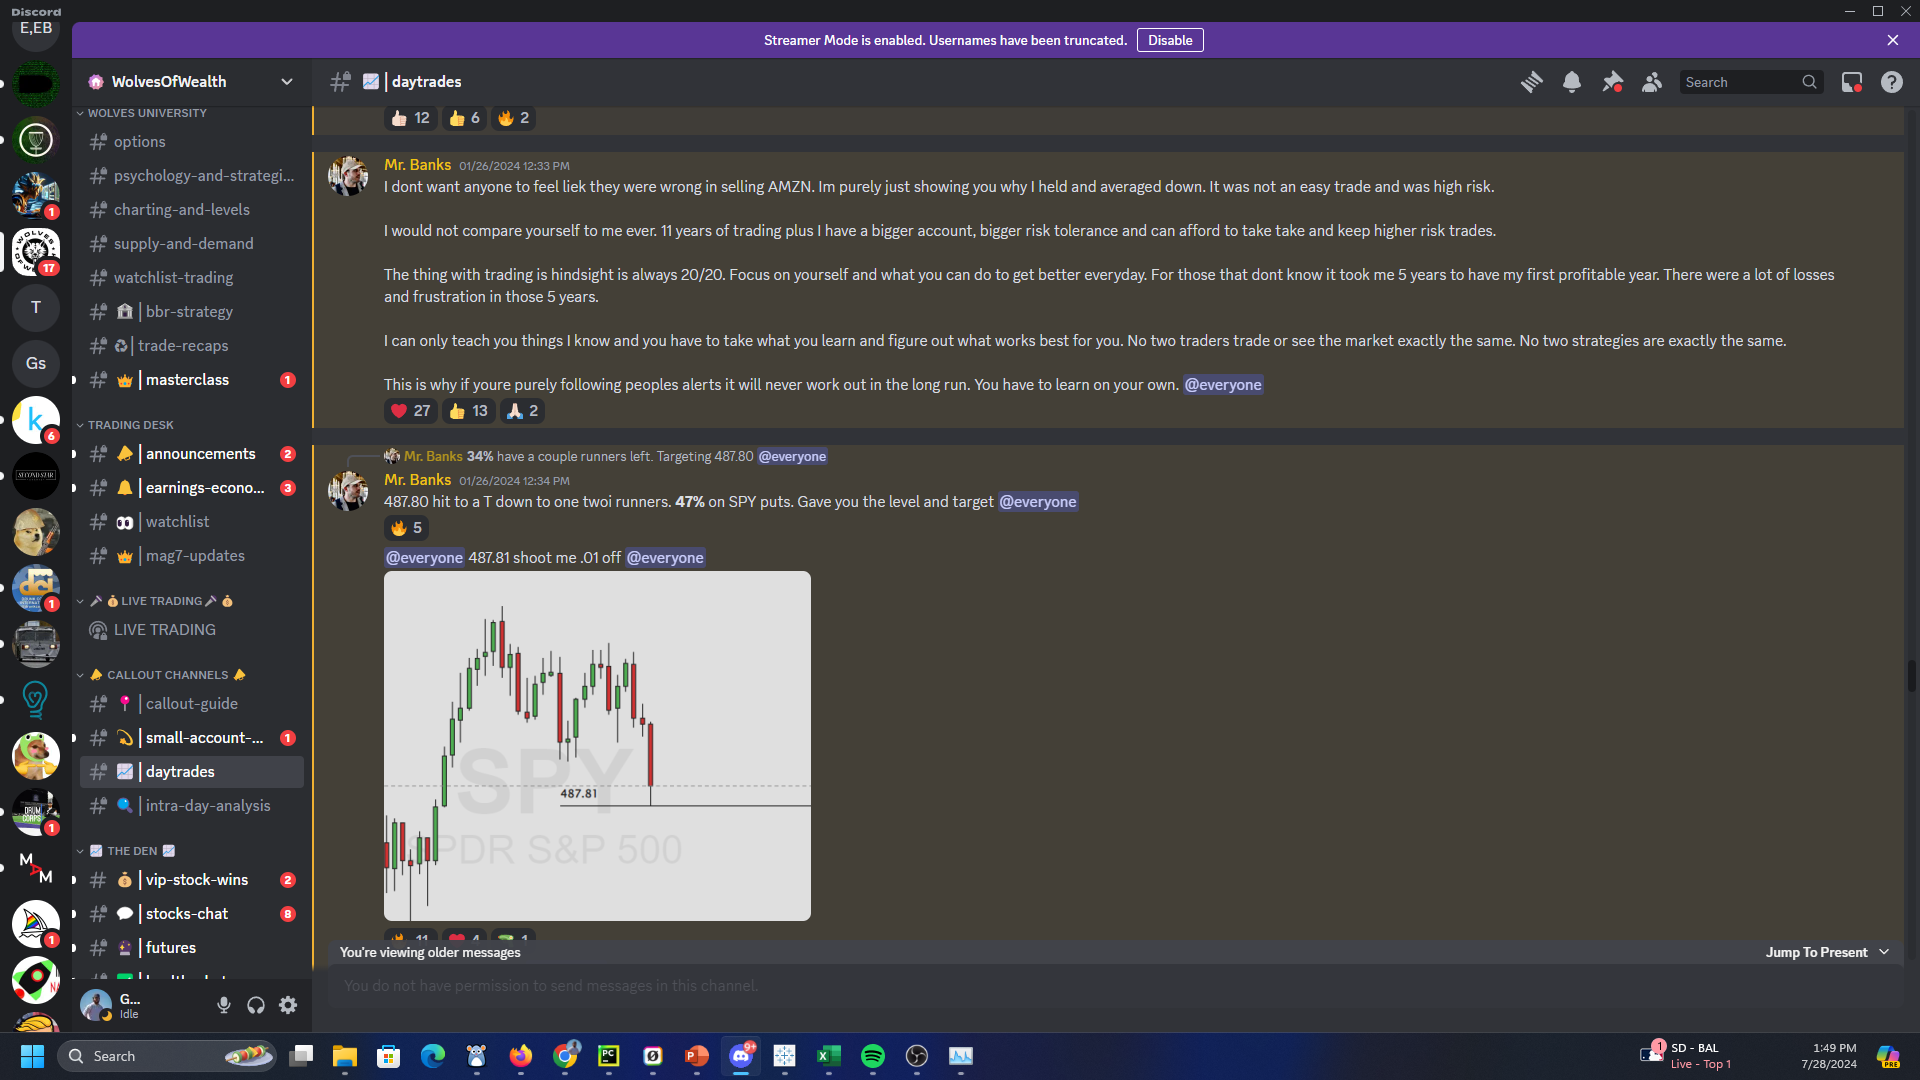 Discord
E,EB
Streamer Mode is enabled. Usernames have been truncated.
Disable
WolvesOfWealth
| daytrades
Search
WOLVES UNIVERSITY
options
psychology-and-strategi...
charting-and-levels
supply-and-demand
watchlist-trading
| bbr-strategy
| trade-recaps
| masterclass
1
TRADING DESK
| announcements
2
| earnings-econo...
3
| watchlist
| mag7-updates
LIVE TRADING
LIVE TRADING
CALLOUT CHANNELS
| callout-guide
| small-account-...
1
| daytrades
| intra-day-analysis
THE DEN
| vip-stock-wins
2
| stocks-chat
8
| futures
1
WOLVES
17
T
Gs
k
6
SECOND STAR
dci
1
DRUM CORPS
1
M A M
1
G...
Idle
12
6
2
Mr. Banks 01/26/2024 12:33 PM
I dont want anyone to feel liek they were wrong in selling AMZN. Im purely just showing you why I held and averaged down. It was not an easy trade and was high risk.
I would not compare yourself to me ever. 11 years of trading plus I have a bigger account, bigger risk tolerance and can afford to take take and keep higher risk trades.
The thing with trading is hindsight is always 20/20. Focus on yourself and what you can do to get better everyday. For those that dont know it took me 5 years to have my first profitable year. There were a lot of losses
and frustration in those 5 years.
I can only teach you things I know and you have to take what you learn and figure out what works best for you. No two traders trade or see the market exactly the same. No two strategies are exactly the same.
This is why if youre purely following peoples alerts it will never work out in the long run. You have to learn on your own. @everyone
27
13
2
Mr. Banks 34% have a couple runners left. Targeting 487.80 @everyone
Mr. Banks 01/26/2024 12:34 PM
487.80 hit to a T down to one twoi runners. 47% on SPY puts. Gave you the level and target @everyone
5
@everyone 487.81 shoot me .01 off @everyone
SPY
487.81
SPDR S&P 500
11
4
1
You're viewing older messages
Jump To Present
You do not have permission to send messages in this channel.
Search
PC
9+
1
SD - BAL
Live - Top 1
1:49 PM
7/28/2024
PRE